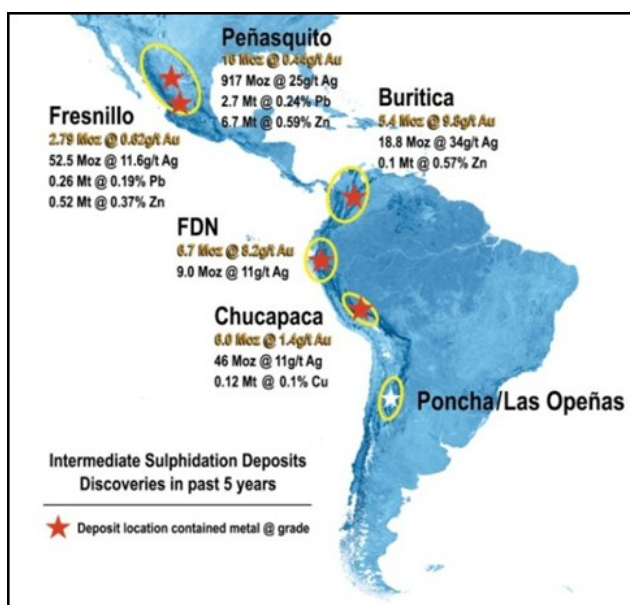 Peñasquito
16 Moz @ 0.44g/t Au
917 Moz @ 25g/t Ag
2.7 Mt @ 0.24% Pb
6.7 Mt @ 0.59% Zn
Fresnillo
2.79 Moz @ 0.62g/t Au
52.5 Moz @ 11.6g/t Ag
0.26 Mt @ 0.19% Pb
0.52 Mt @ 0.37% Zn
Buritica
5.4 Moz @ 9.8g/t Au
18.8 Moz @ 34g/t Ag
0.1 Mt @ 0.57% Zn
FDN
6.7 Moz @ 8.2g/t Au
9.0 Moz @ 11g/t Ag
Chucapaca
6.0 Moz @ 1.4g/t Au
46 Moz @ 11g/t Ag
0.12 Mt @ 0.1% Cu
Poncha/Las Opeñas
Intermediate Sulphidation Deposits
Discoveries in past 5 years
Deposit location contained metal @ grade